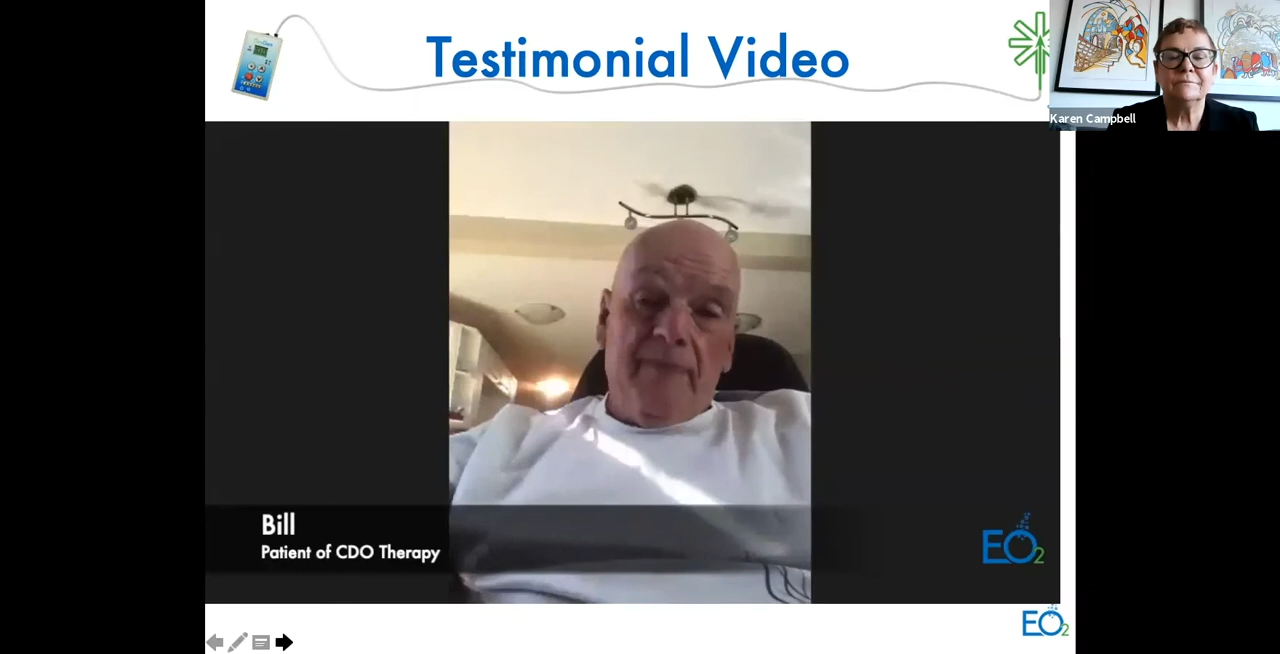 Testimonial Video
Karen Campbell
Bill
Patient of CDO Therapy
EO2
EO2